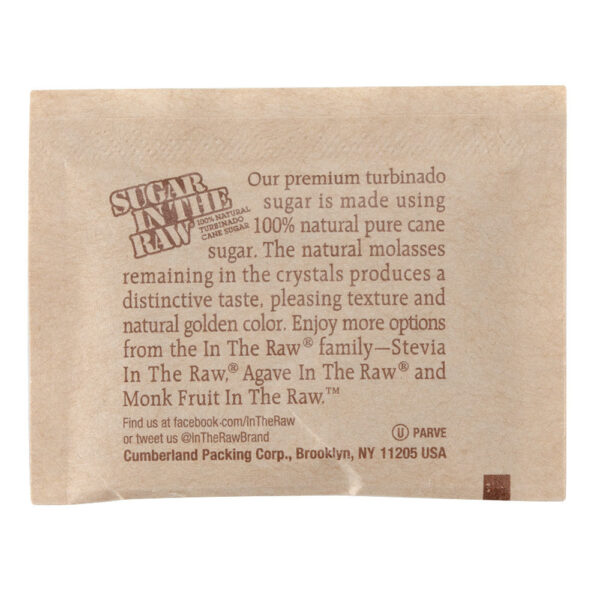 SUGAR
IN THE
RAW
100% NATURAL
TURBINADO
CANE SUGAR
Our premium turbinado
sugar is made using
100% natural pure cane
sugar. The natural molasses
remaining in the crystals produces a
distinctive taste, pleasing texture and
natural golden color. Enjoy more options
from the In The Raw® family—Stevia
In The Raw,® Agave In The Raw® and
Monk Fruit In The Raw.™
Find us at facebook.com/InTheRaw
or tweet us @InTheRawBrand
U PARVE
Cumberland Packing Corp., Brooklyn, NY 11205 USA